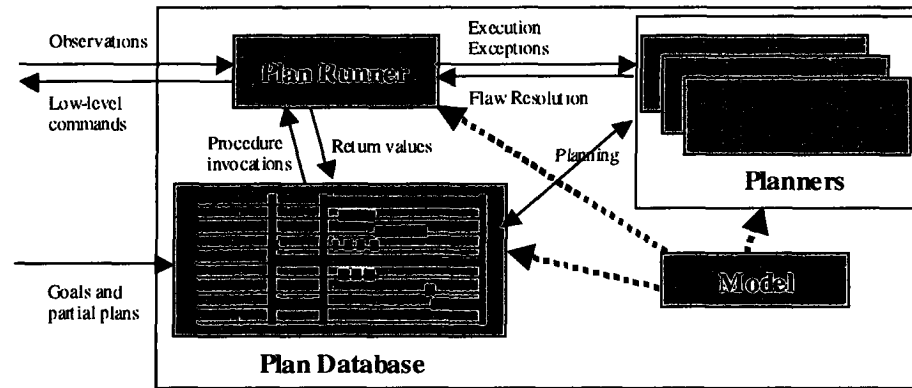 Observations
Plan Runner
Execution
Exceptions
Low-level
commands
Flaw Resolution
Procedure
invocations
Return values
Planning
Planners
Goals and
partial plans
Model
Plan Database